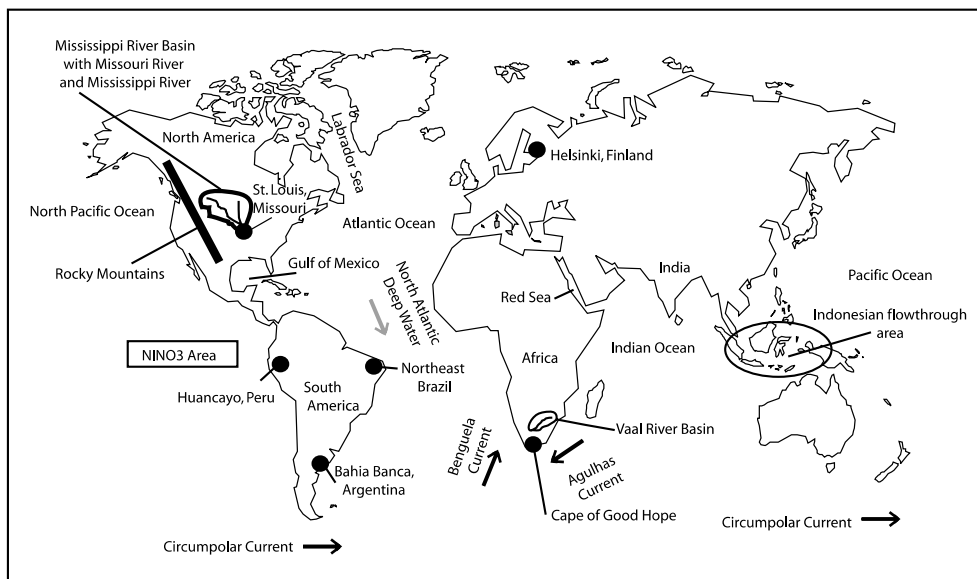 Mississippi River Basin
with Missouri River
and Mississippi River
North America
Labrador Sea
Helsinki, Finland
St. Louis,
Missouri
North Pacific Ocean
Atlantic Ocean
Rocky Mountains
Gulf of Mexico
India
Pacific Ocean
Red Sea
North Atlantic
Deep Water
Indonesian flowthrough
area
NINO3 Area
Africa
Indian Ocean
Northeast
Brazil
Huancayo, Peru
South
America
Vaal River Basin
Benguela
Current
Agulhas
Current
Bahia Banca,
Argentina
Cape of Good Hope
Circumpolar Current
Circumpolar Current